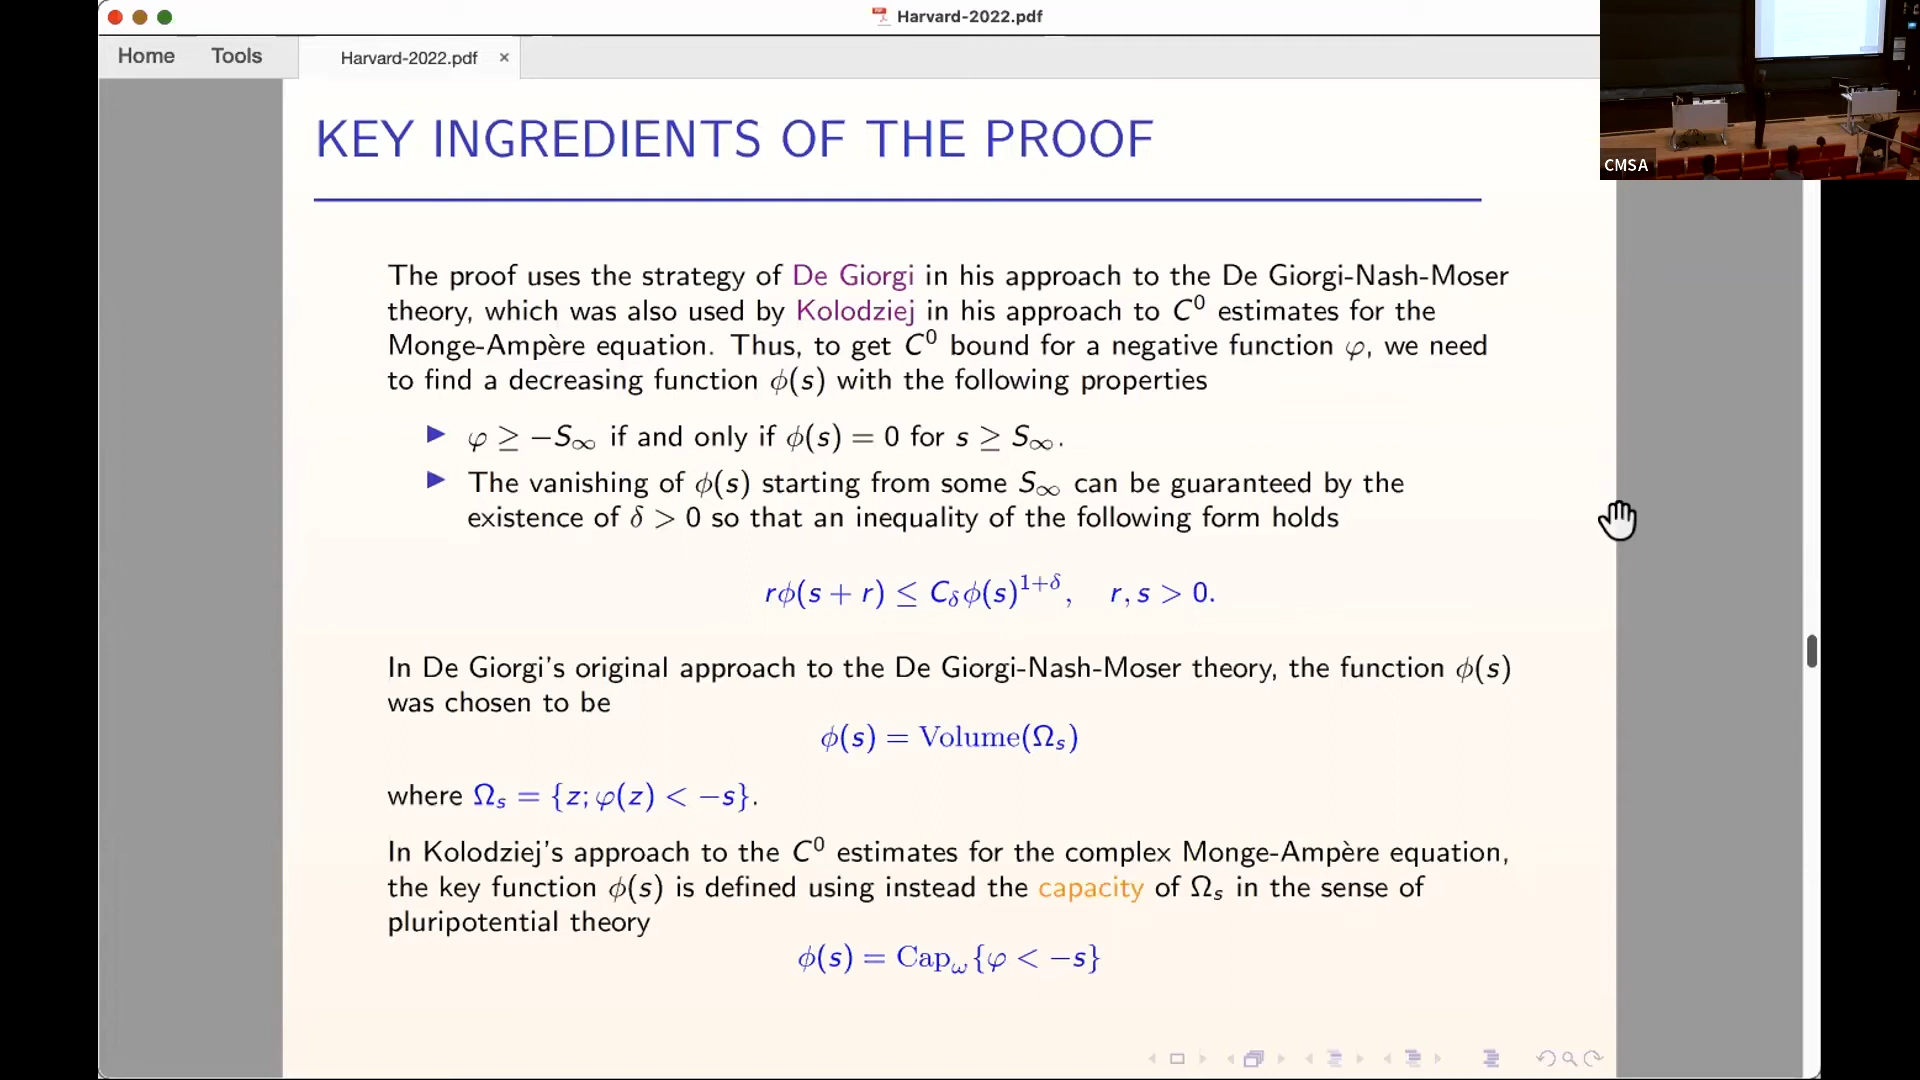 Harvard-2022.pdf
Home Tools Harvard-2022.pdf ×
CMSA
KEY INGREDIENTS OF THE PROOF
The proof uses the strategy of De Giorgi in his approach to the De Giorgi-Nash-Moser
theory, which was also used by Kolodziej in his approach to C⁰ estimates for the
Monge-Ampère equation. Thus, to get C⁰ bound for a negative function φ, we need
to find a decreasing function ϕ(s) with the following properties
▶ φ ≥ −S∞ if and only if ϕ(s) = 0 for s ≥ S∞.
▶ The vanishing of ϕ(s) starting from some S∞ can be guaranteed by the
existence of δ > 0 so that an inequality of the following form holds
rϕ(s + r) ≤ C_δϕ(s)^{1+δ}, r, s > 0.
In De Giorgi's original approach to the De Giorgi-Nash-Moser theory, the function ϕ(s)
was chosen to be
ϕ(s) = Volume(Ω_s)
where Ω_s = {z; φ(z) < −s}.
In Kolodziej's approach to the C⁰ estimates for the complex Monge-Ampère equation,
the key function ϕ(s) is defined using instead the capacity of Ω_s in the sense of
pluripotential theory
ϕ(s) = Cap_ω{φ < −s}